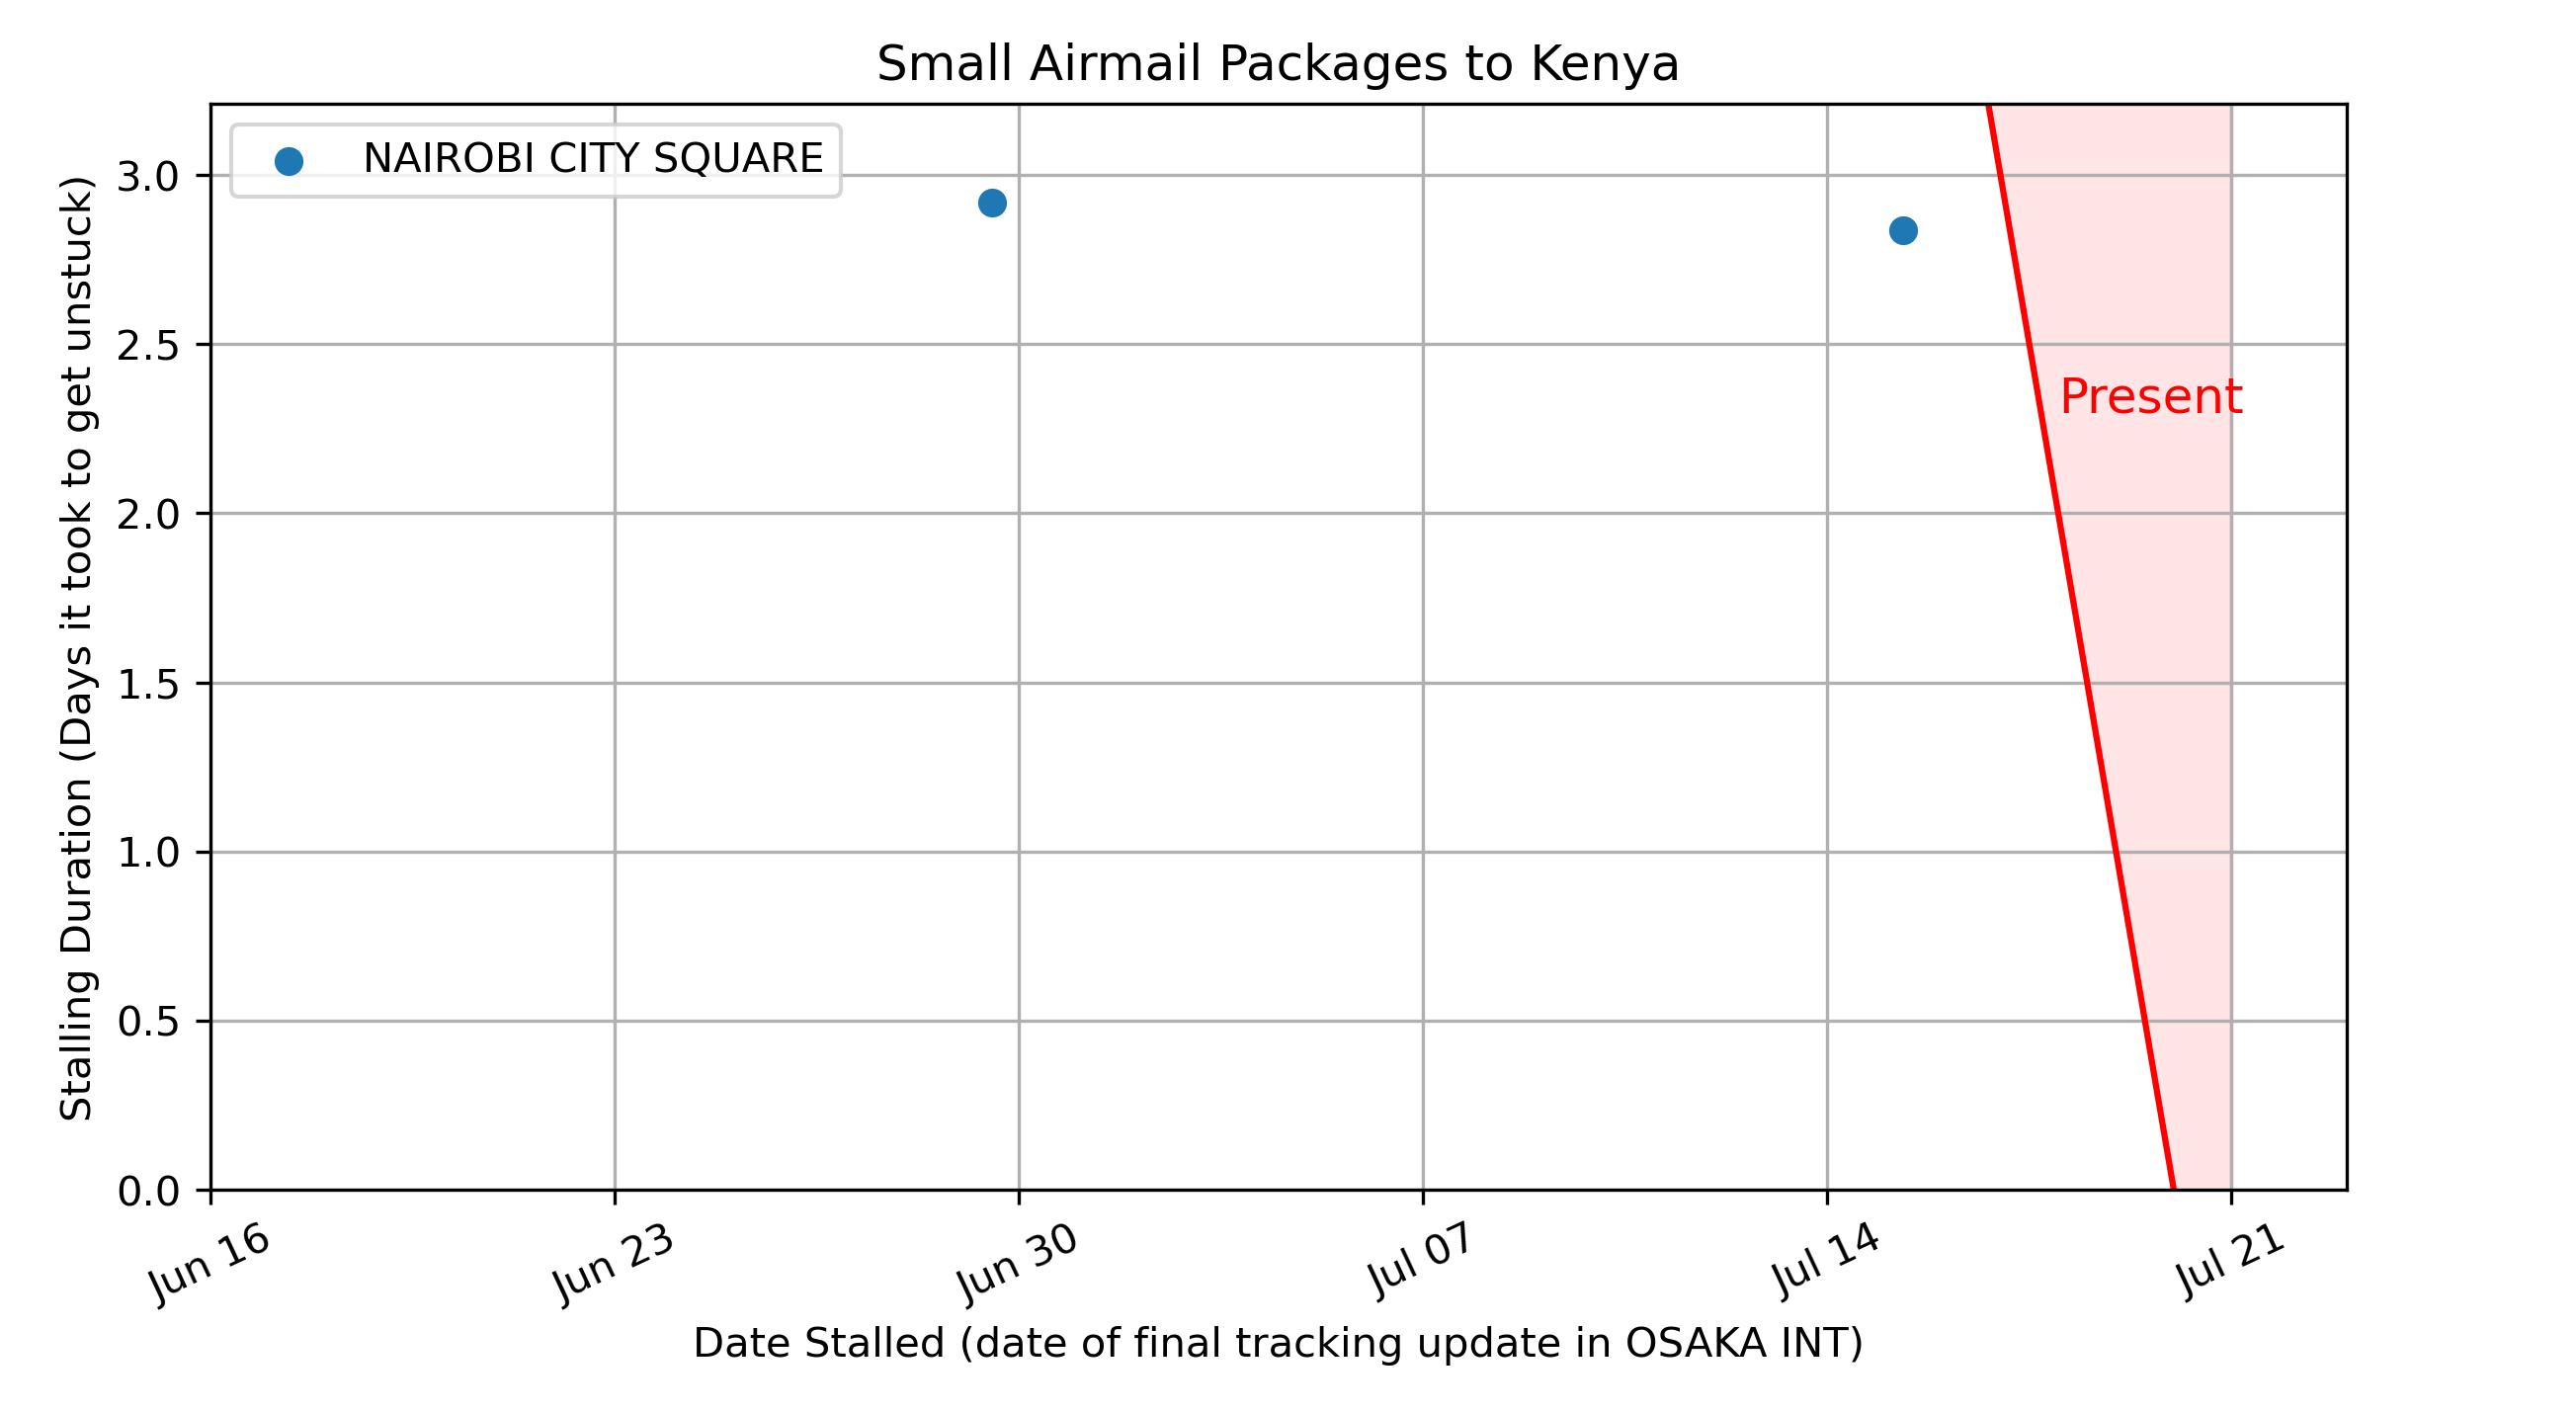 Small Airmail Packages to Kenya
NAIROBI CITY SQUARE
Stalling Duration (Days it took to get unstuck)
3.0
2.5
2.0
1.5
1.0
0.5
0.0
Present
Jun 16
Jun 23
Jun 30
Jul 07
Jul 14
Jul 21
Date Stalled (date of final tracking update in OSAKA INT)